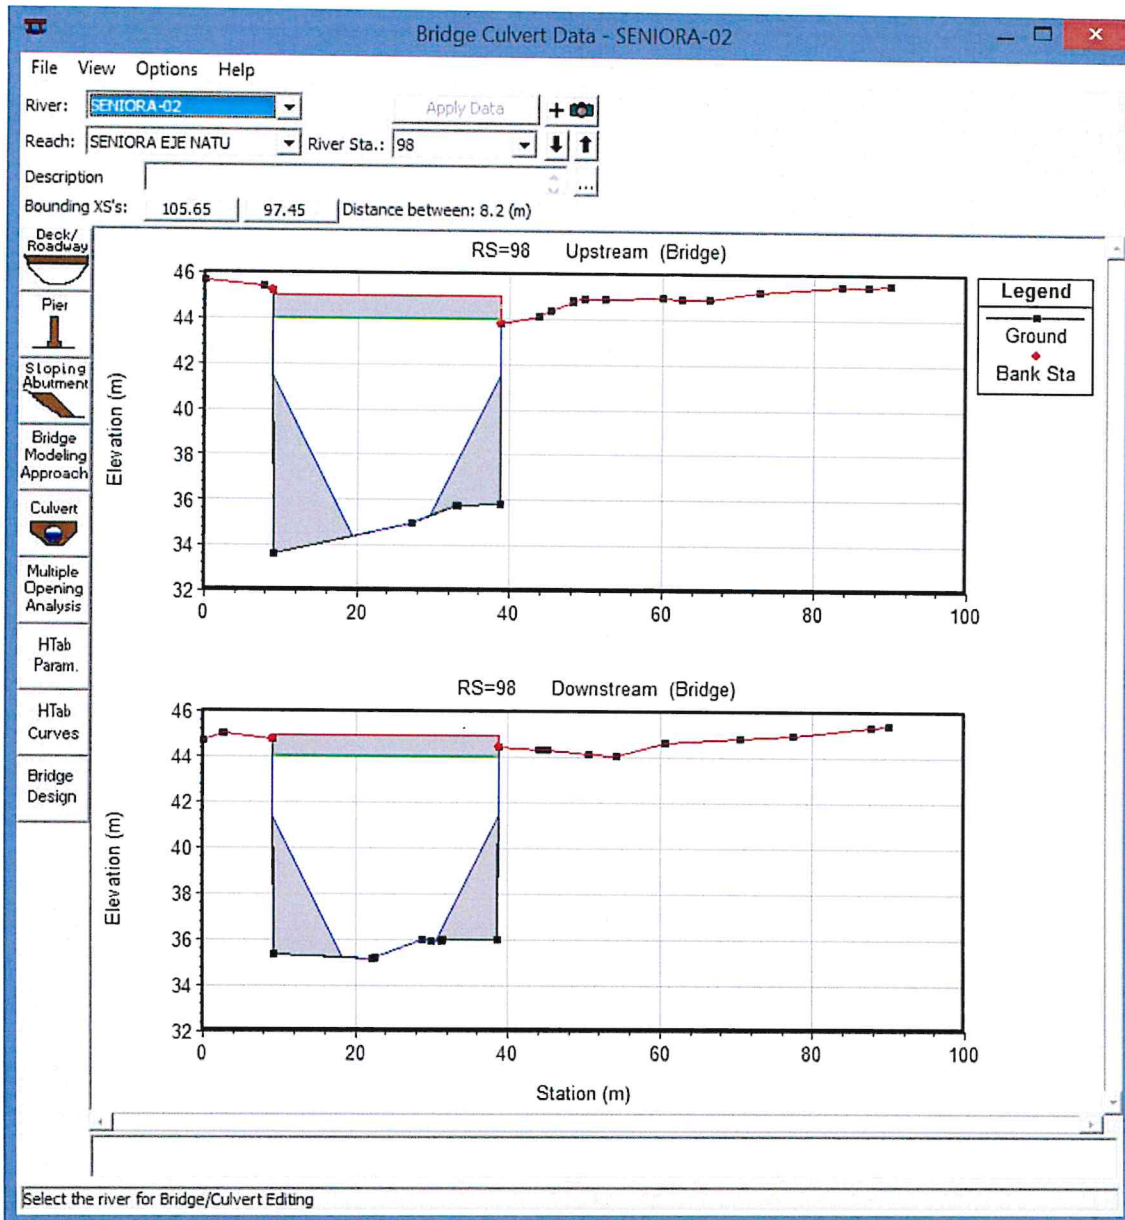 Bridge Culvert Data - SENIORA-02
File View Options Help
River: SENIORA-02 Apply Data +
Reach: SENIORA EJE NATU River Sta.: 98
Description ...
Bounding XS's: 105.65 97.45 Distance between: 8.2 (m)
Deck/
Roadway
Pier
Sloping
Abutment
Bridge
Modeling
Approach
Culvert
Multiple
Opening
Analysis
HTab
Param.
HTab
Curves
Bridge
Design
RS=98 Upstream (Bridge)
Elevation (m)
46
44
42
40
38
36
34
32
0 20 40 60 80 100
Legend
Ground
Bank Sta
RS=98 Downstream (Bridge)
Elevation (m)
46
44
42
40
38
36
34
32
0 20 40 60 80 100
Station (m)
Select the river for Bridge/Culvert Editing